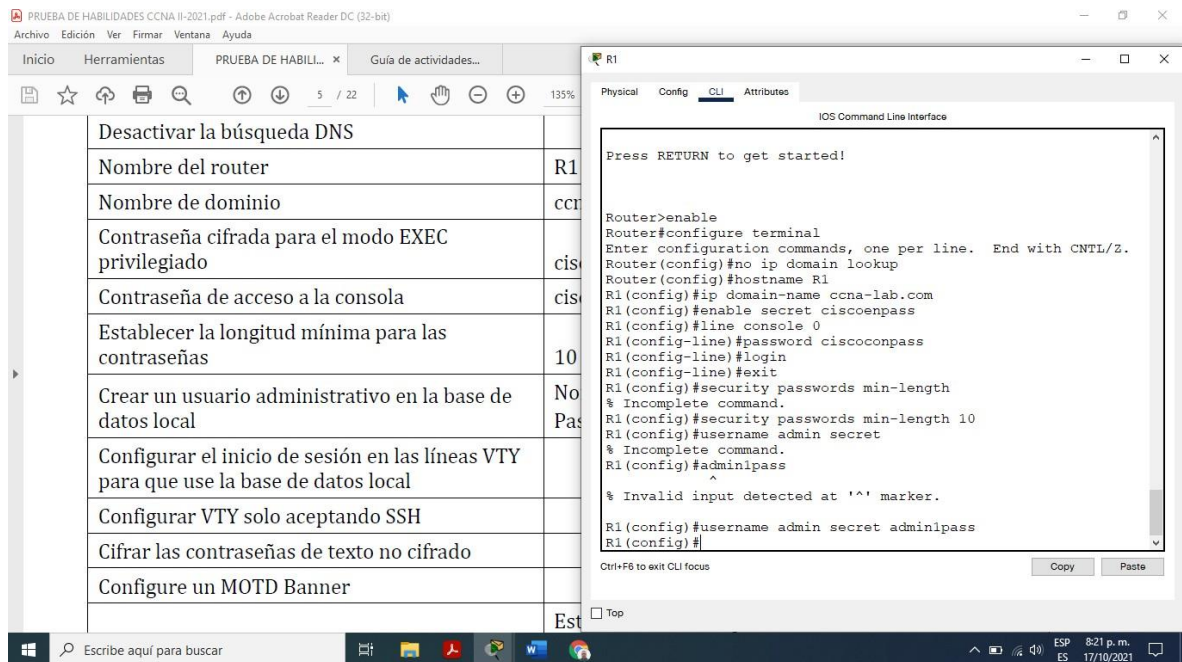 PRUEBA DE HABILIDADES CCNA II-2021.pdf - Adobe Acrobat Reader DC (32-bit)
Archivo Edición Ver Firmar Ventana Ayuda
Inicio Herramientas PRUEBA DE HABILI... × Guía de actividades...
5 / 22 135%
Desactivar la búsqueda DNS
Nombre del router R1
Nombre de dominio ccn
Contraseña cifrada para el modo EXEC
privilegiado cis
Contraseña de acceso a la consola cis
Establecer la longitud mínima para las
contraseñas 10
Crear un usuario administrativo en la base de No
datos local Pas
Configurar el inicio de sesión en las líneas VTY
para que use la base de datos local
Configurar VTY solo aceptando SSH
Cifrar las contraseñas de texto no cifrado
Configure un MOTD Banner
Est
R1
Physical Config CLI Attributes
IOS Command Line Interface
Press RETURN to get started!
Router>enable
Router#configure terminal
Enter configuration commands, one per line. End with CNTL/Z.
Router(config)#no ip domain lookup
Router(config)#hostname R1
R1(config)#ip domain-name ccna-lab.com
R1(config)#enable secret ciscoenpass
R1(config)#line console 0
R1(config-line)#password ciscoconpass
R1(config-line)#login
R1(config-line)#exit
R1(config)#security passwords min-length
% Incomplete command.
R1(config)#security passwords min-length 10
R1(config)#username admin secret
% Incomplete command.
R1(config)#admin1pass
^
% Invalid input detected at '^' marker.
R1(config)#username admin secret admin1pass
R1(config)#
Ctrl+F6 to exit CLI focus Copy Paste
Top
Escribe aquí para buscar ESP 8:21 p. m.
ES 17/10/2021